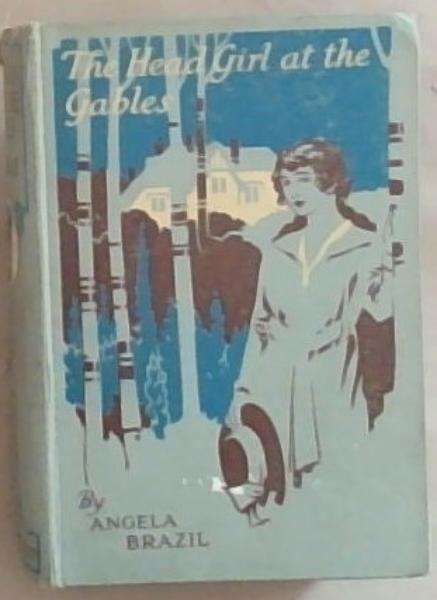 The Head Girl at the
Gables
By
ANGELA
BRAZIL